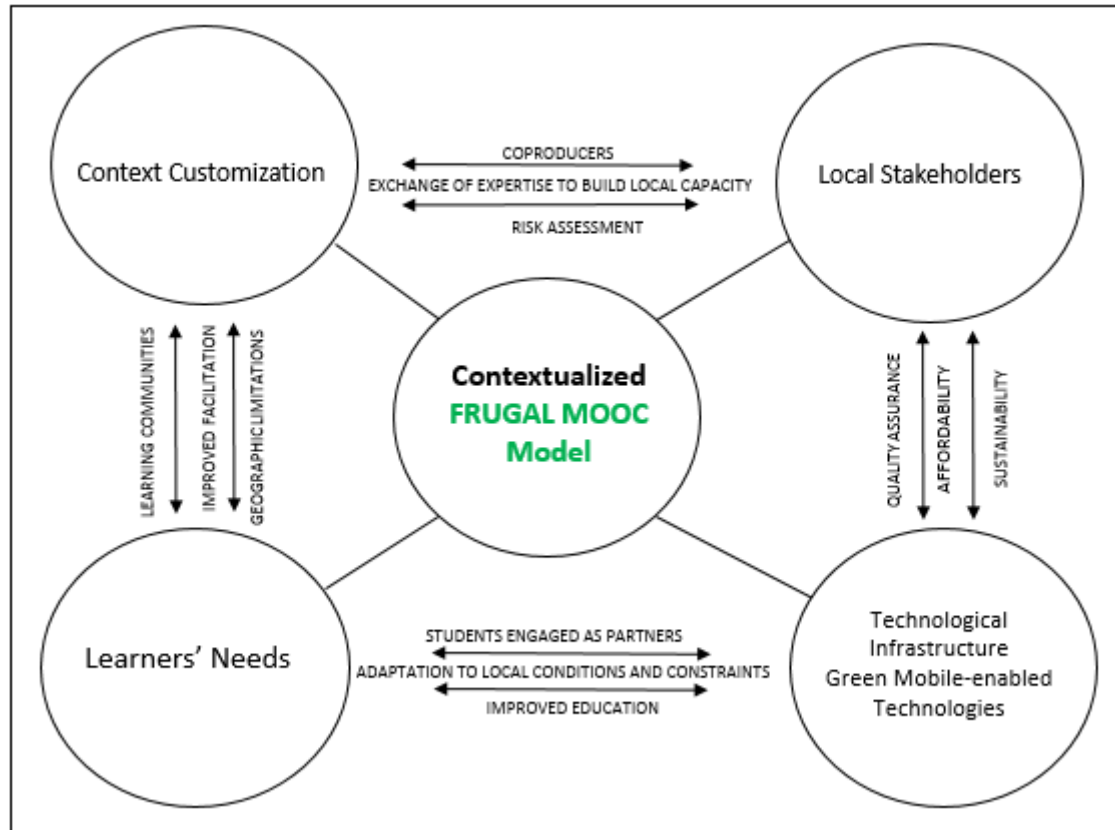 Context Customization
COPRODUCERS
EXCHANGE OF EXPERTISE TO BUILD LOCAL CAPACITY
RISK ASSESSMENT
Local Stakeholders
Contextualized
FRUGAL MOOC
Model
LEARNING COMMUNITIES
IMPROVED FACILITATION
GEOGRAPHIC LIMITATIONS
QUALITY ASSURANCE
AFFORDABILITY
SUSTAINABILITY
Learners’ Needs
STUDENTS ENGAGED AS PARTNERS
ADAPTATION TO LOCAL CONDITIONS AND CONSTRAINTS
IMPROVED EDUCATION
Technological
Infrastructure
Green Mobile-enabled
Technologies